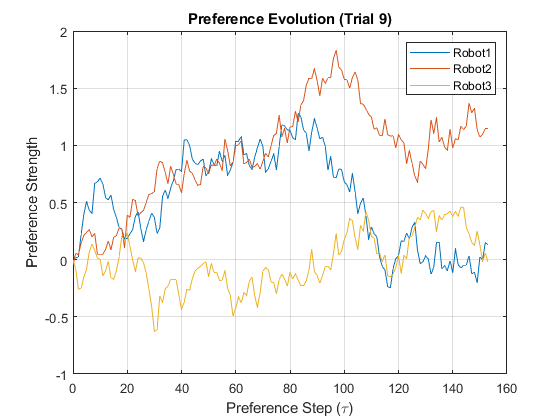 Preference Evolution (Trial 9)
Robot1
Robot2
Robot3
Preference Strength
2
1.5
1
0.5
0
-0.5
-1
0 20 40 60 80 100 120 140 160
Preference Step (τ)